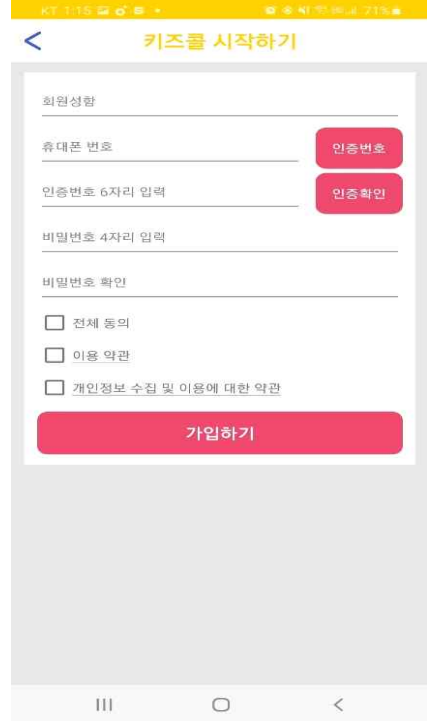 KT 1:15
71%
키즈콜 시작하기
회원성함
휴대폰 번호
인증번호
인증번호 6자리 입력
인증확인
비밀번호 4자리 입력
비밀번호 확인
전체 동의
이용 약관
개인정보 수집 및 이용에 대한 약관
가입하기